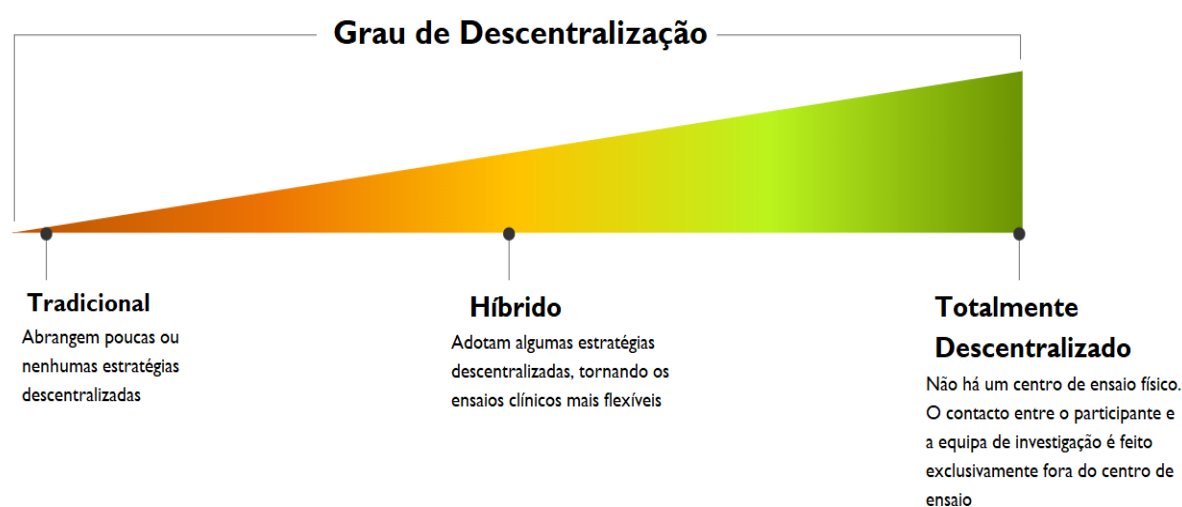 Grau de Descentralização
Tradicional
Abrangem poucas ou
nenhumas estratégias
descentralizadas
Híbrido
Adotam algumas estratégias
descentralizadas, tornando os
ensaios clínicos mais flexíveis
Totalmente
Descentralizado
Não há um centro de ensaio físico.
O contacto entre o participante e
a equipa de investigação é feito
exclusivamente fora do centro de
ensaio